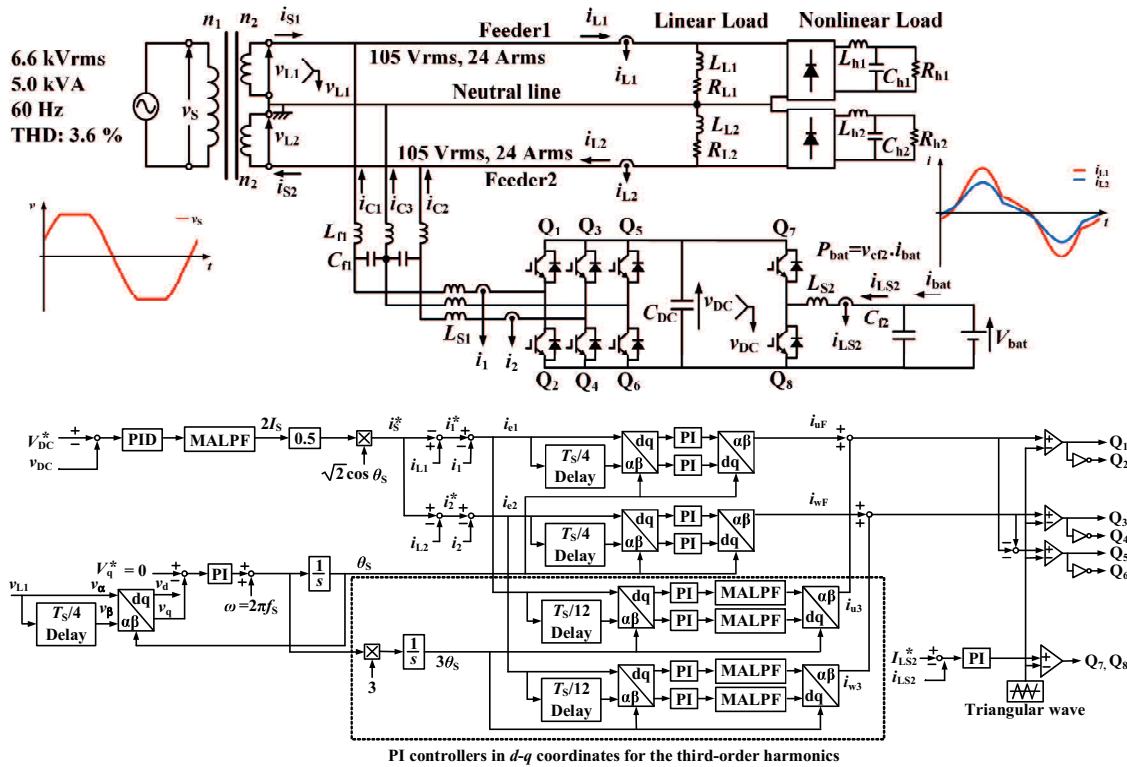 n1 n2 iS1
Linear Load Nonlinear Load
Feeder1 iL1
6.6 kVrms
5.0 kVA
60 Hz
THD: 3.6 %
vS
vL1
vL1
105 Vrms, 24 Arms
iL1
LL1
RL1
Lh1
Ch1
Rh1
Neutral line
vL2
LL2
RL2
Lh2
Ch2
Rh2
105 Vrms, 24 Arms
iL2
n2
iS2
Feeder2
iL2
iC1 iC3 iC2
i
iL1
iL2
t
v
vS
t
Lf1
Cf1
Q1 Q3 Q5
Q7
Pbat=vcf2·ibat
LS2 iLS2 ibat
CDC vDC
vDC
iLS2
Cf2
Vbat
LS1
i1 i2
Q2 Q4 Q6
Q8
V*DC + −
vDC
PID
MALPF
2IS
0.5
×
√2 cos θS
i*S
− +
i*1
+ −
iL1
i1
ie1
TS/4
Delay
dq
αβ
PI
PI
αβ
dq
iuF
+ +
+ −
Q1
Q2
i*2
+ −
− +
iL2
i2
ie2
TS/4
Delay
dq
αβ
PI
PI
αβ
dq
iwF
+ +
+ −
Q3
Q4
− −
+ −
Q5
Q6
V*q = 0
+ −
vL1
vα
vβ
TS/4
Delay
dq
αβ
vd
vq
PI
+ +
ω=2πfS
1
s
θS
TS/12
Delay
dq
αβ
PI
PI
MALPF
MALPF
αβ
dq
iu3
×
3
1
s
3θS
TS/12
Delay
dq
αβ
PI
PI
MALPF
MALPF
αβ
dq
iw3
I*LS2 + −
iLS2
PI
+ −
Q7, Q8
Triangular wave
PI controllers in d-q coordinates for the third-order harmonics